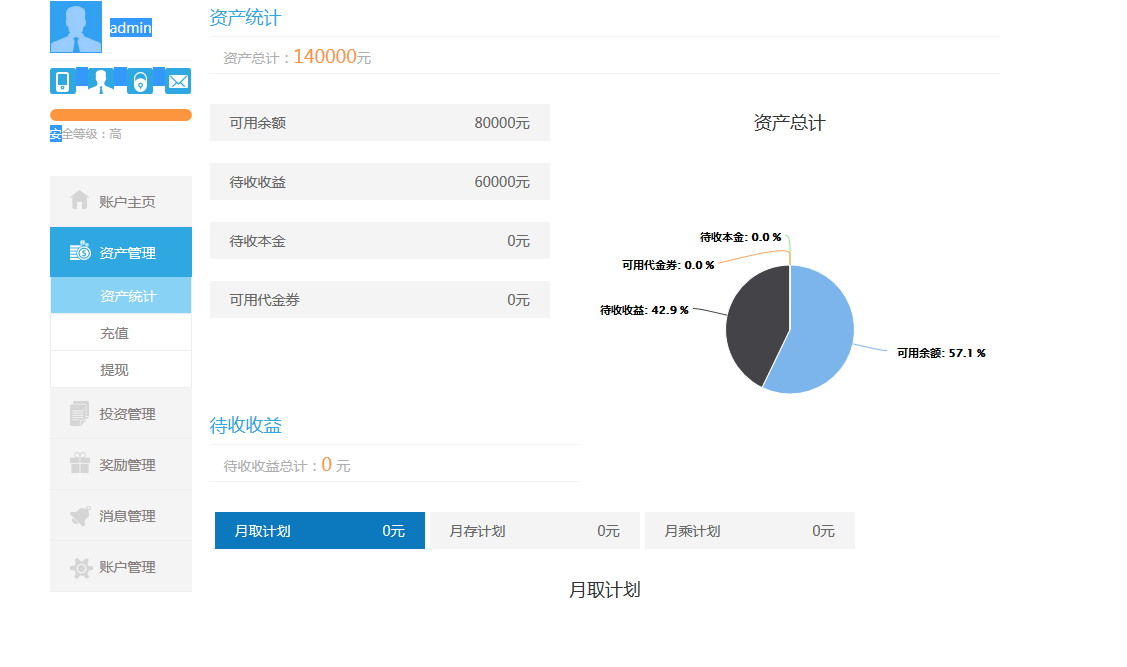 admin
安全等级：高
账户主页
资产管理
资产统计
充值
提现
投资管理
奖励管理
消息管理
账户管理
资产统计
资产总计：140000元
可用余额 80000元
待收收益 60000元
待收本金 0元
可用代金券 0元
资产总计
待收本金: 0.0 %
可用代金券: 0.0 %
待收收益: 42.9 %
可用余额: 57.1 %
待收收益
待收收益总计：0 元
月取计划 0元
月存计划 0元
月乘计划 0元
月取计划